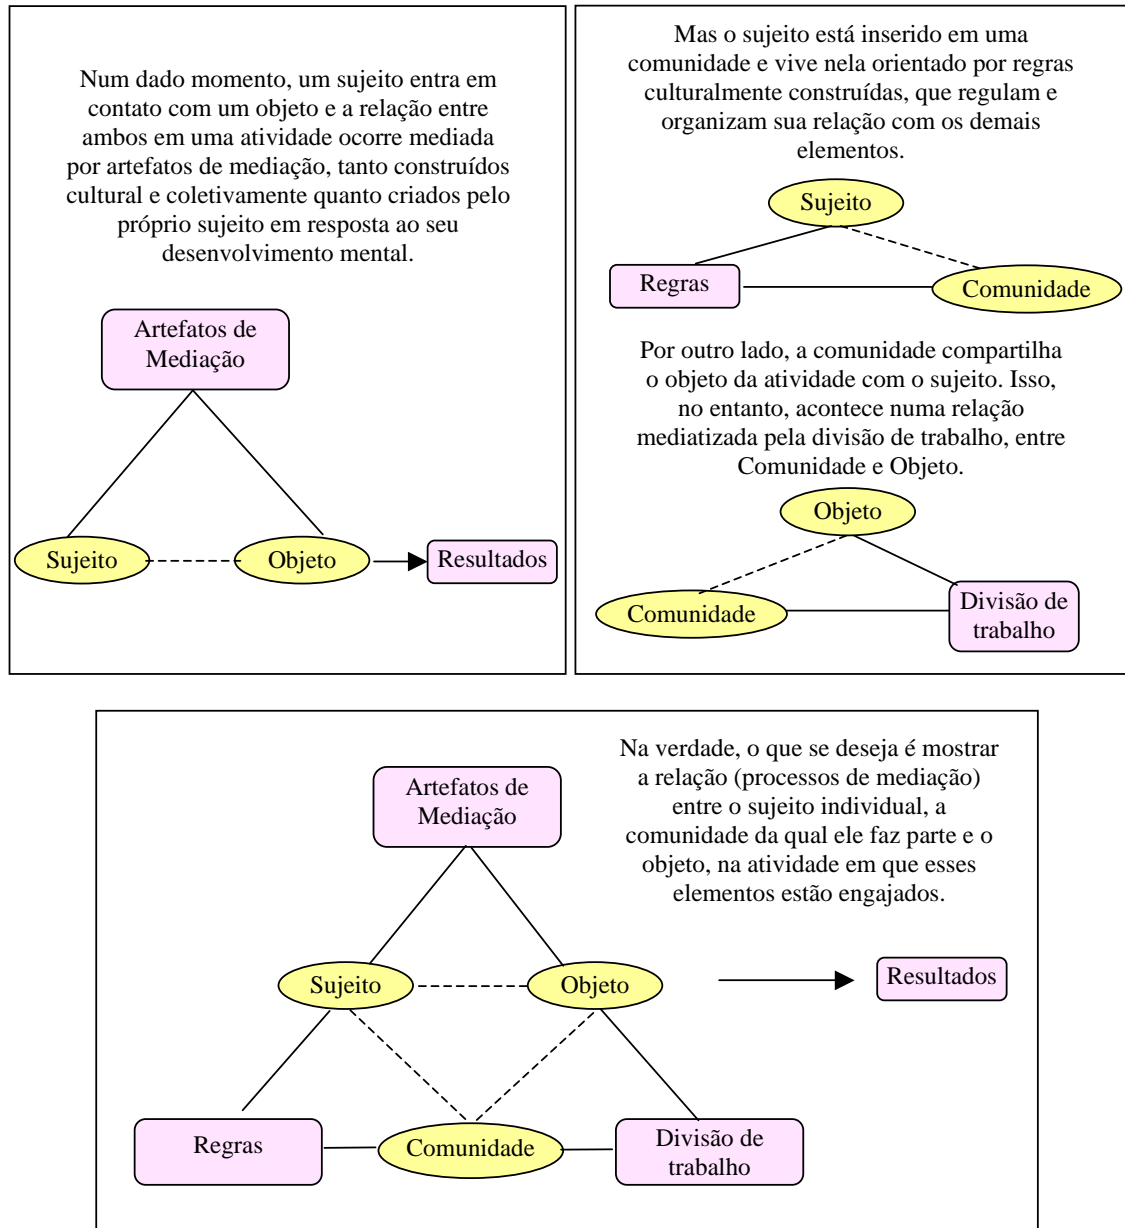 Num dado momento, um sujeito entra em
contato com um objeto e a relação entre
ambos em uma atividade ocorre mediada
por artefatos de mediação, tanto construídos
cultural e coletivamente quanto criados pelo
próprio sujeito em resposta ao seu
desenvolvimento mental.
Artefatos de
Mediação
Sujeito
Objeto
Resultados
Mas o sujeito está inserido em uma
comunidade e vive nela orientado por regras
culturalmente construídas, que regulam e
organizam sua relação com os demais
elementos.
Sujeito
Regras
Comunidade
Por outro lado, a comunidade compartilha
o objeto da atividade com o sujeito. Isso,
no entanto, acontece numa relação
mediatizada pela divisão de trabalho, entre
Comunidade e Objeto.
Objeto
Comunidade
Divisão de
trabalho
Na verdade, o que se deseja é mostrar
a relação (processos de mediação)
entre o sujeito individual, a
comunidade da qual ele faz parte e o
objeto, na atividade em que esses
elementos estão engajados.
Artefatos de
Mediação
Sujeito
Objeto
Resultados
Regras
Comunidade
Divisão de
trabalho